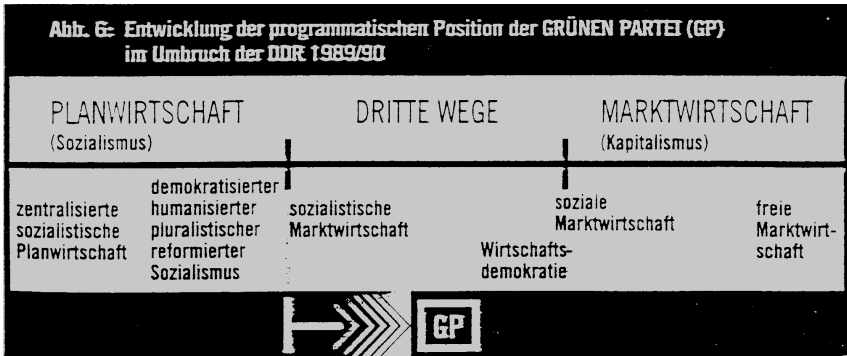 Abb. 6: Entwicklung der programmatischen Position der GRÜNEN PARTEI (GP)
im Umbruch der DDR 1989/90
PLANWIRTSCHAFT
(Sozialismus)
DRITTE WEGE
MARKTWIRTSCHAFT
(Kapitalismus)
zentralisierte
sozialistische
Planwirtschaft
demokratisierter
humanisierter
pluralistischer
reformierter
Sozialismus
sozialistische
Marktwirtschaft
Wirtschafts-
demokratie
soziale
Marktwirtschaft
freie
Marktwirt-
schaft
GP